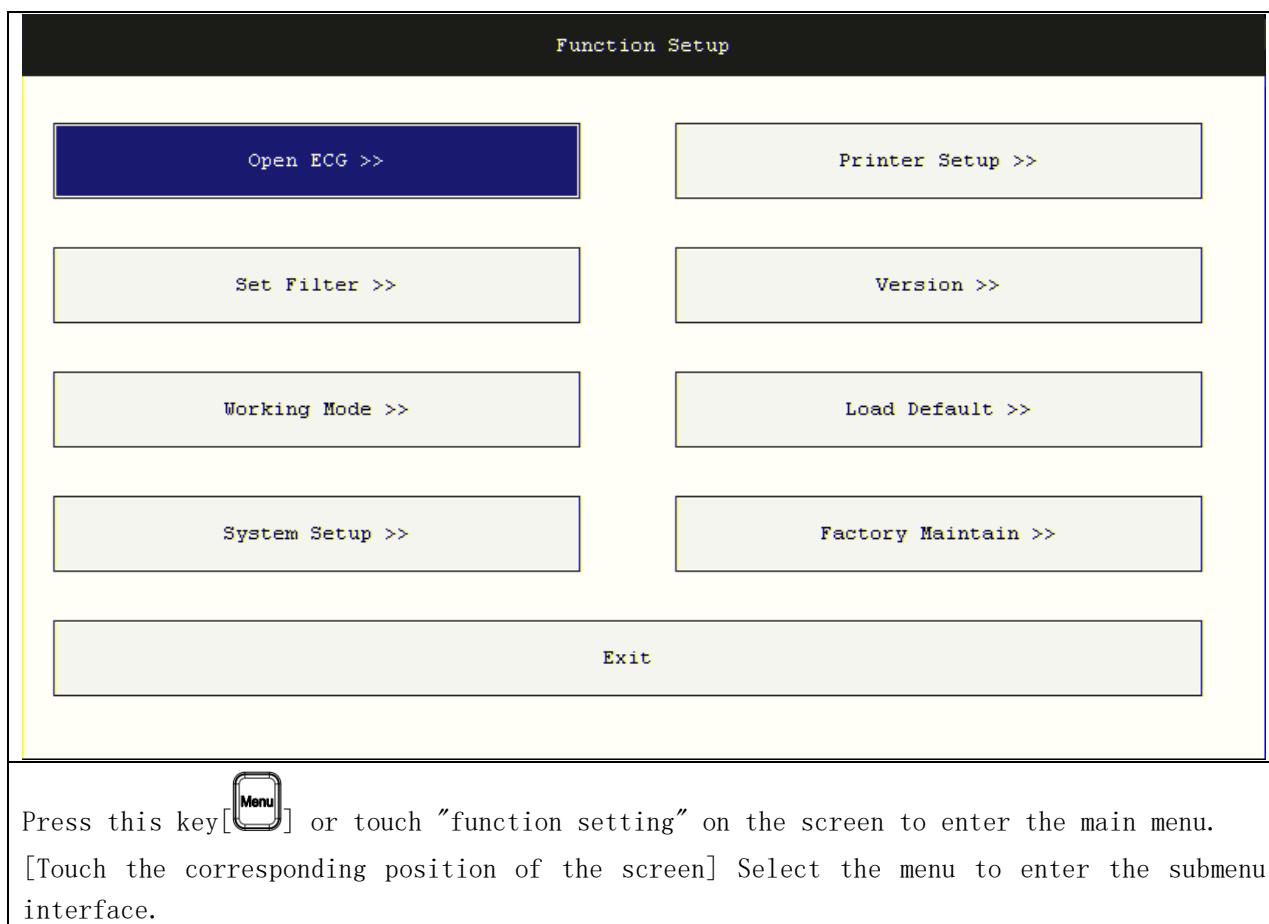 Function Setup
Open ECG >>
Printer Setup >>
Set Filter >>
Version >>
Working Mode >>
Load Default >>
System Setup >>
Factory Maintain >>
Exit
Press this key[Menu] or touch "function setting" on the screen to enter the main menu.
[Touch the corresponding position of the screen] Select the menu to enter the submenu
interface.